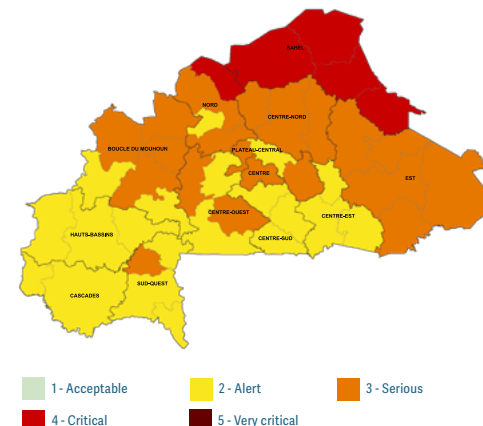 SAHEL
NORD
CENTRE-NORD
BOUCLE DU MOUHOUN
PLATEAU-CENTRAL
CENTRE
EST
CENTRE-OUEST
CENTRE-EST
HAUTS-BASSINS
CENTRE-SUD
SUD-OUEST
CASCADES
1 - Acceptable
2 - Alert
3 - Serious
4 - Critical
5 - Very critical